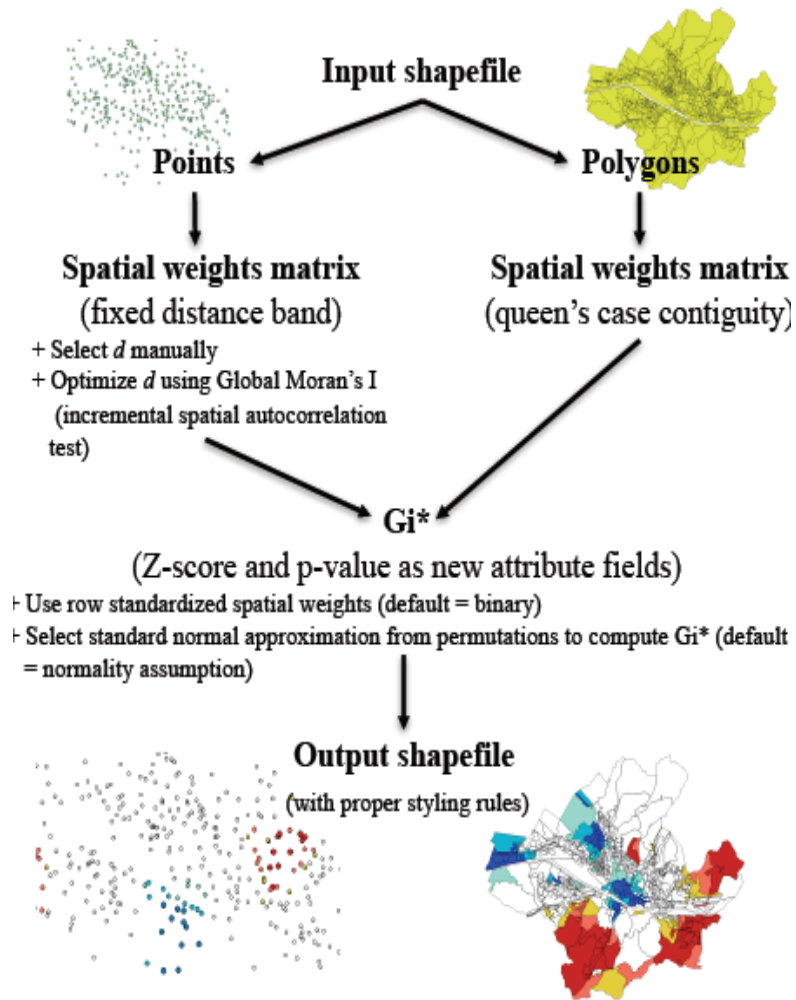 Input shapefile
Points
Polygons
Spatial weights matrix
(fixed distance band)
+ Select d manually
+ Optimize d using Global Moran's I
(incremental spatial autocorrelation
test)
Spatial weights matrix
(queen's case contiguity)
Gi*
(Z-score and p-value as new attribute fields)
+ Use row standardized spatial weights (default = binary)
+ Select standard normal approximation from permutations to compute Gi* (default
= normality assumption)
Output shapefile
(with proper styling rules)